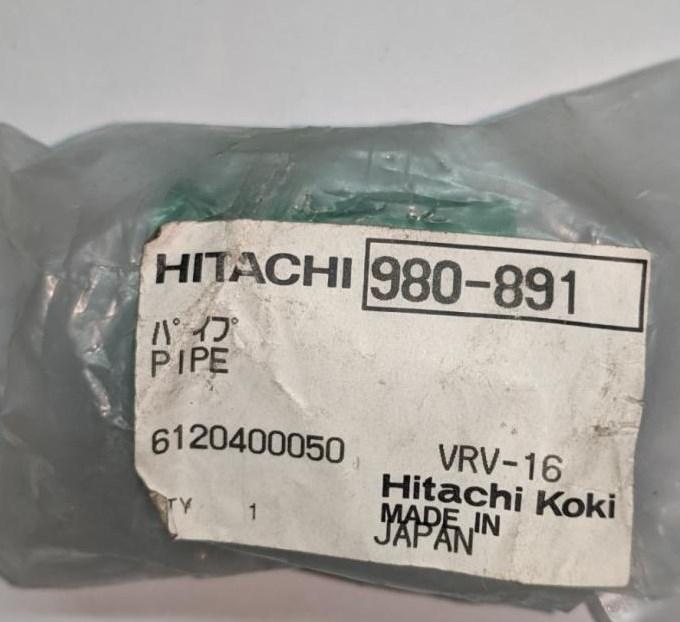 HITACHI 980-891
パイプ
PIPE
6120400050 VRV-16
Hitachi Koki
TY 1 MADE IN
JAPAN